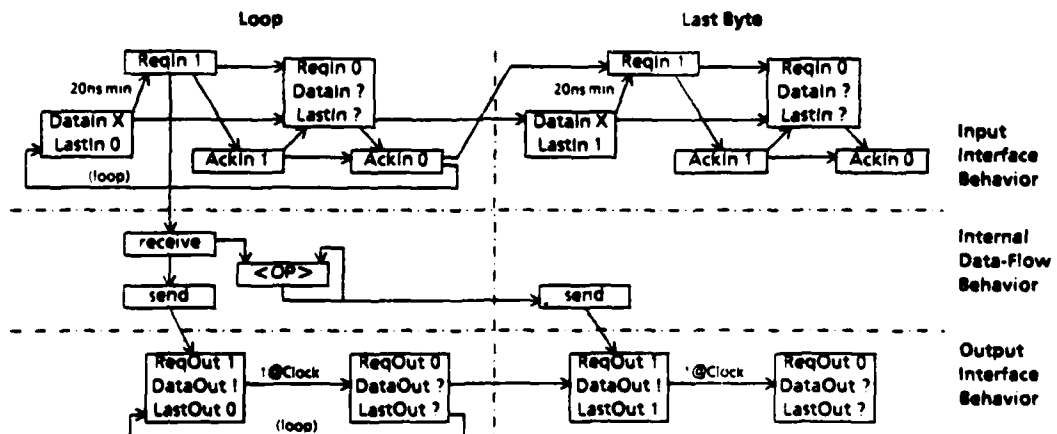 Loop
Last Byte
ReqIn 1
20ns min
ReqIn 0
DataIn ?
LastIn ?
DataIn X
LastIn 0
AckIn 1
AckIn 0
(loop)
ReqIn 1
20ns min
ReqIn 0
DataIn ?
LastIn ?
DataIn X
LastIn 1
AckIn 1
AckIn 0
Input
Interface
Behavior
receive
<OP>
send
send
Internal
Data-Flow
Behavior
ReqOut 1
DataOut !
LastOut 0
↑@Clock
ReqOut 0
DataOut ?
LastOut ?
(loop)
ReqOut 1
DataOut !
LastOut 1
@Clock
ReqOut 0
DataOut ?
LastOut ?
Output
Interface
Behavior